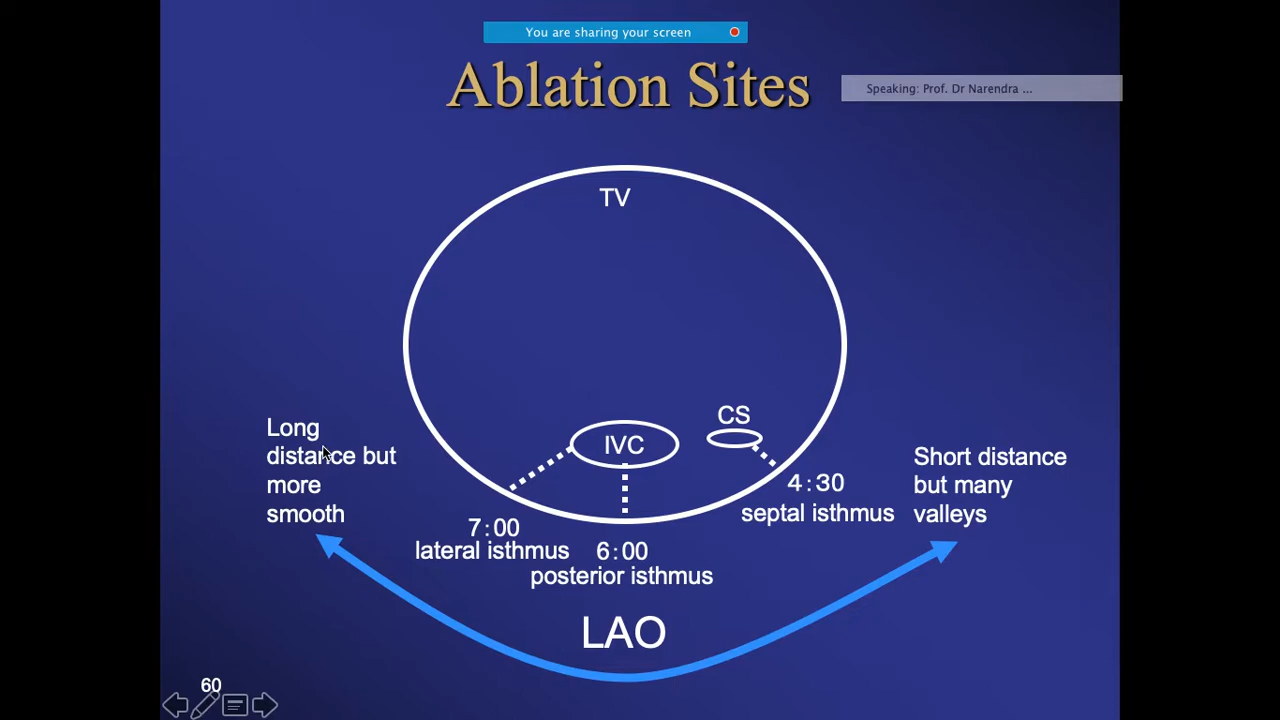 You are sharing your screen
Ablation Sites
Speaking: Prof. Dr Narendra ...
TV
CS
IVC
Long
distance but
more
smooth
Short distance
but many
valleys
4:30
septal isthmus
7:00
lateral isthmus
6:00
posterior isthmus
LAO
60